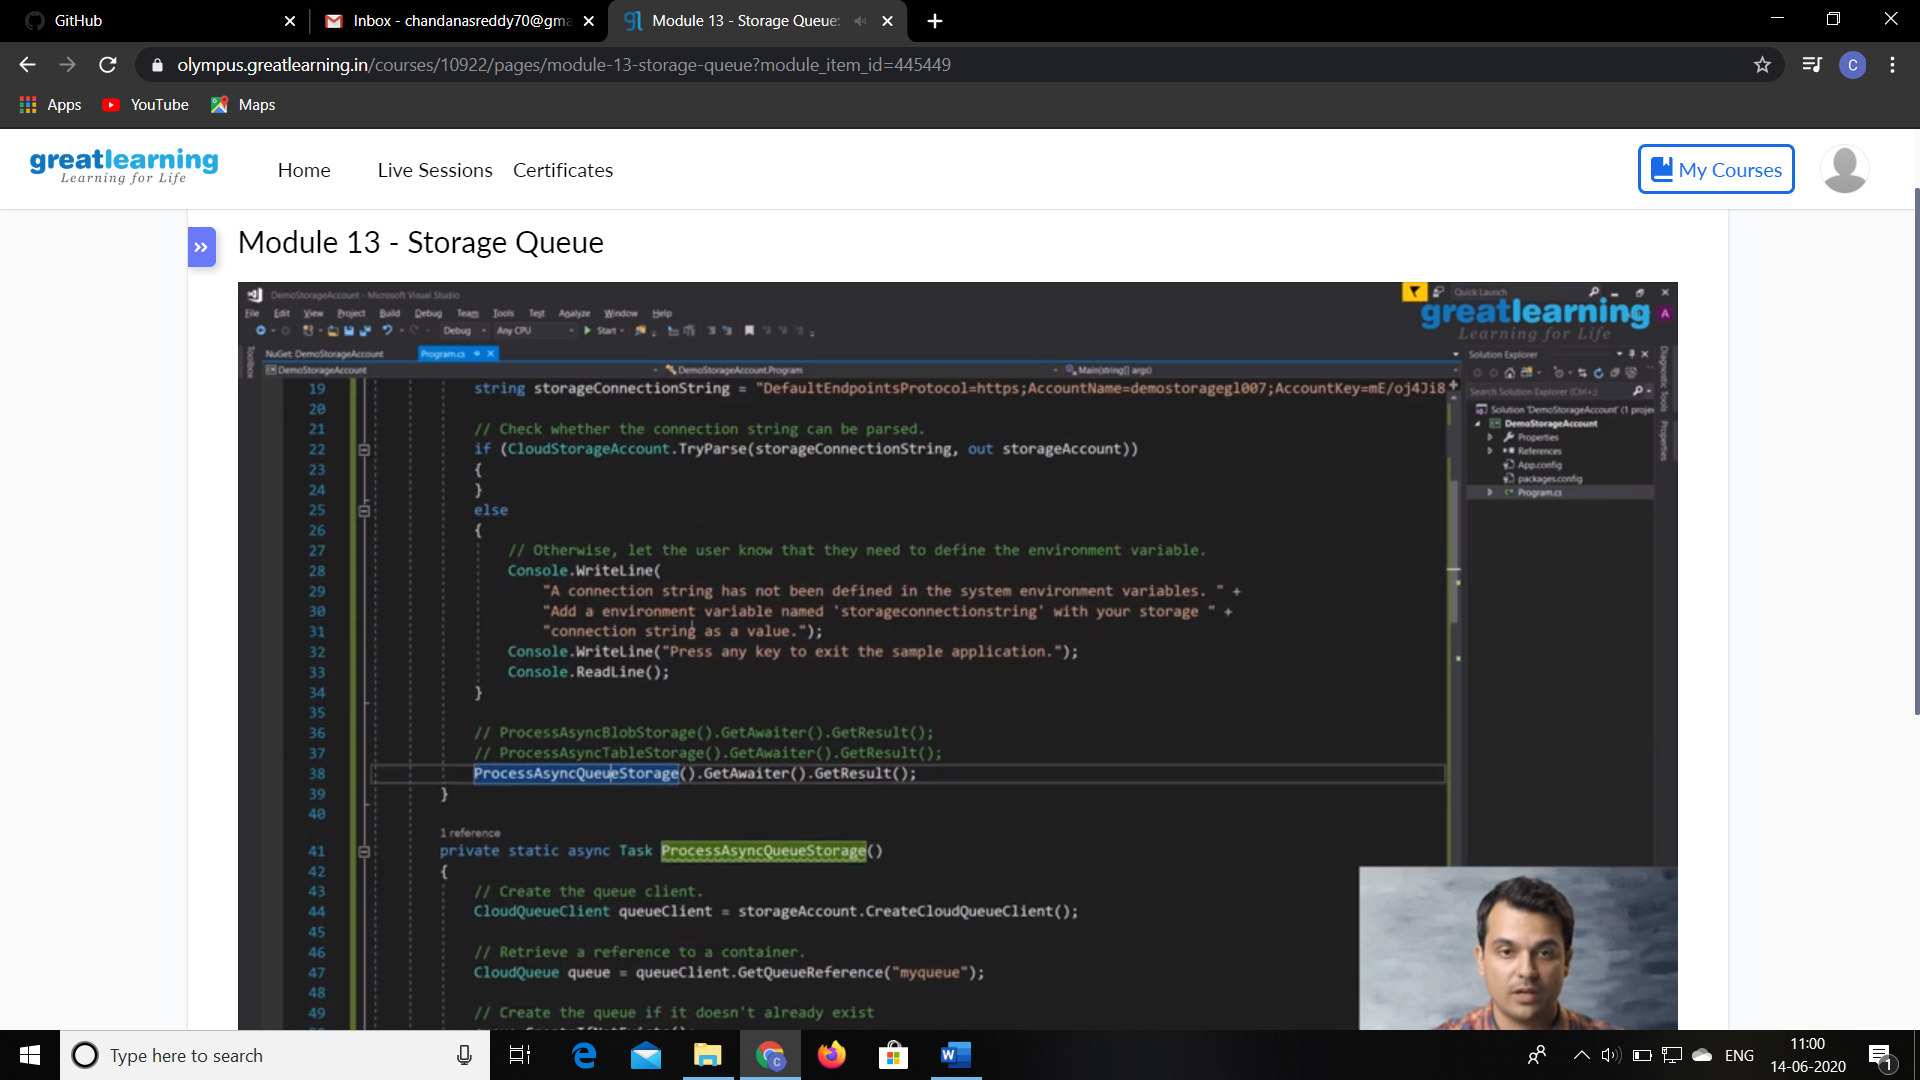 GitHub
Inbox - chandanasreddy70@gma
Module 13 - Storage Queue:
olympus.greatlearning.in/courses/10922/pages/module-13-storage-queue?module_item_id=445449
C
Apps
YouTube
Maps
greatlearning
Learning for Life
Home
Live Sessions
Certificates
My Courses
Module 13 - Storage Queue
DemoStorageAccount - Microsoft Visual Studio
Quick Launch
File Edit View Project Build Debug Team Tools Test Analyze Window Help
greatlearning
Learning for Life
A
Debug Any CPU Start
NuGet: DemoStorageAccount
Program.cs
Solution Explorer
Toolbox
DemoStorageAccount
DemoStorageAccount.Program
Main(string[] args)
Diagnostic Tools
Properties
Search Solution Explorer (Ctrl+;)
Solution 'DemoStorageAccount' (1 projec
DemoStorageAccount
Properties
References
App.config
packages.config
Program.cs
19 string storageConnectionString = "DefaultEndpointsProtocol=https;AccountName=demostoragegl007;AccountKey=mE/oj4Ji8
20
21 // Check whether the connection string can be parsed.
22 if (CloudStorageAccount.TryParse(storageConnectionString, out storageAccount))
23 {
24 }
25 else
26 {
27 // Otherwise, let the user know that they need to define the environment variable.
28 Console.WriteLine(
29 "A connection string has not been defined in the system environment variables. " +
30 "Add a environment variable named 'storageconnectionstring' with your storage " +
31 "connection string as a value.");
32 Console.WriteLine("Press any key to exit the sample application.");
33 Console.ReadLine();
34 }
35
36 // ProcessAsyncBlobStorage().GetAwaiter().GetResult();
37 // ProcessAsyncTableStorage().GetAwaiter().GetResult();
38 ProcessAsyncQueueStorage().GetAwaiter().GetResult();
39 }
40
1 reference
41 private static async Task ProcessAsyncQueueStorage()
42 {
43 // Create the queue client.
44 CloudQueueClient queueClient = storageAccount.CreateCloudQueueClient();
45
46 // Retrieve a reference to a container.
47 CloudQueue queue = queueClient.GetQueueReference("myqueue");
48
49 // Create the queue if it doesn't already exist
Type here to search
ENG
11:00
14-06-2020
1